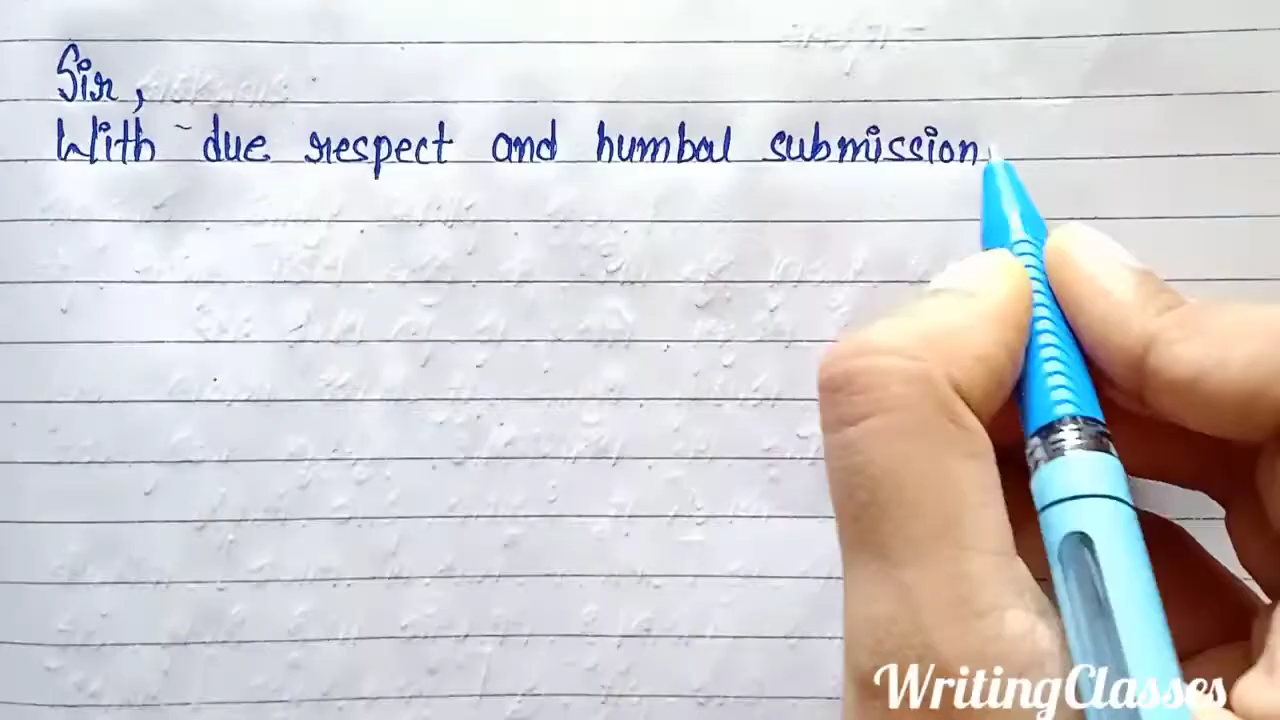 Sir,
With due respect and humbal submission
WritingClasses